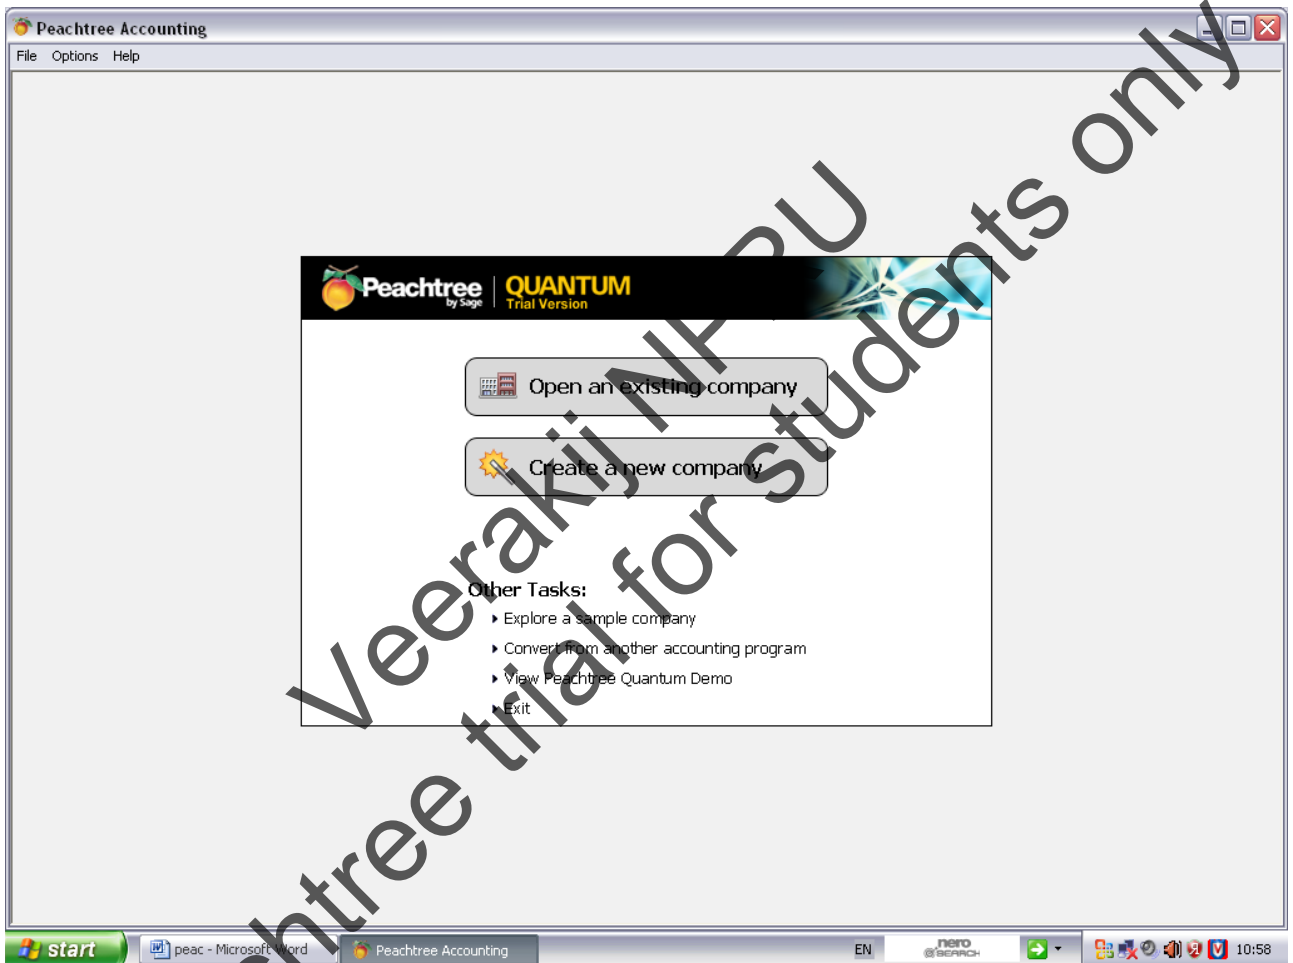 Peachtree Accounting
File Options Help
Peachtree
by Sage
QUANTUM
Trial Version
Open an existing company
Create a new company
Other Tasks:
Explore a sample company
Convert from another accounting program
View Peachtree Quantum Demo
Exit
Veerakij NPRU
trial for students only
start
peac - Microsoft Word
Peachtree Accounting
EN
nero
SEARCH
10:58